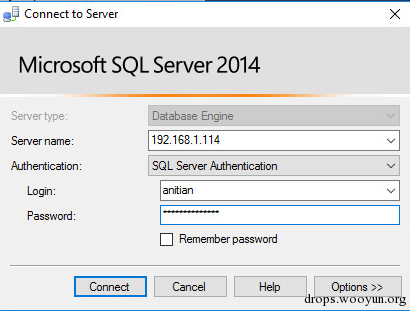 Connect to Server
Microsoft SQL Server 2014
Server type: Database Engine
Server name: 192.168.1.114
Authentication: SQL Server Authentication
Login: anitian
Password: **************
Remember password
Connect Cancel Help Options >>
drops.wooyun.org